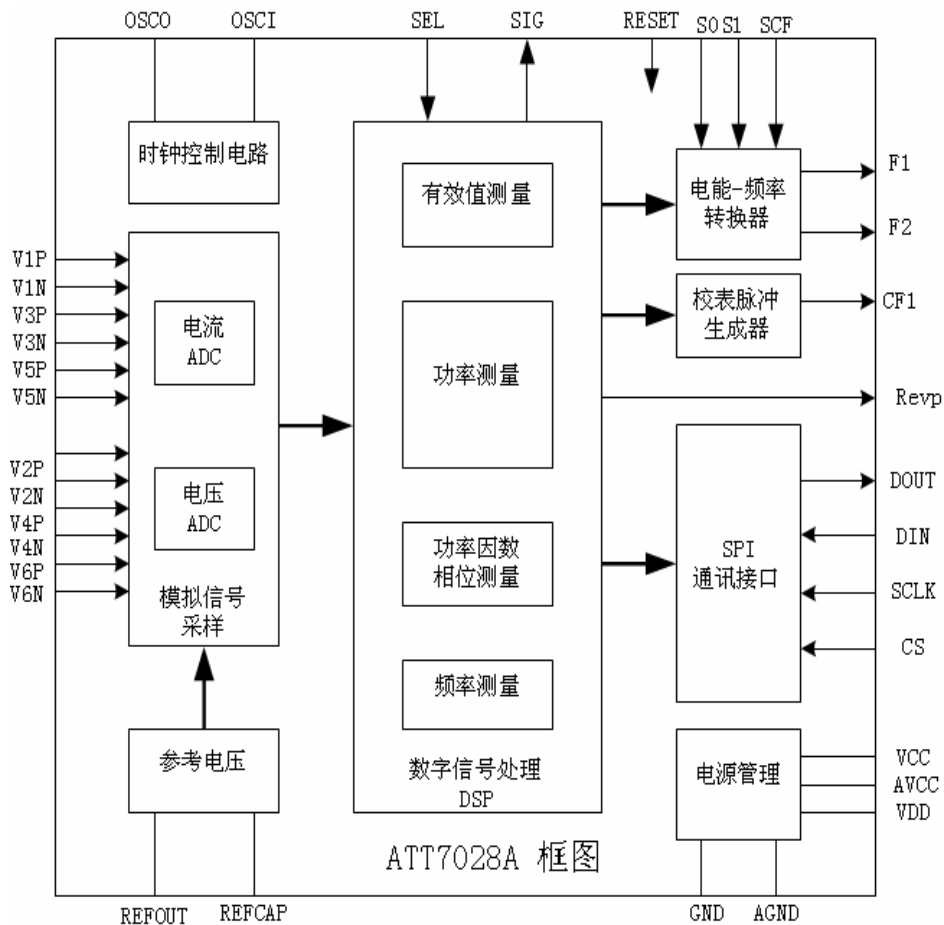 OSCO
OSCI
SEL
SIG
RESET
S0
S1
SCF
时钟控制电路
V1P
V1N
V3P
V3N
V5P
V5N
V2P
V2N
V4P
V4N
V6P
V6N
电流
ADC
电压
ADC
模拟信号
采样
参考电压
REFOUT
REFCAP
有效值测量
功率测量
功率因数
相位测量
频率测量
数字信号处理
DSP
电能-频率
转换器
F1
F2
校表脉冲
生成器
CF1
Revp
SPI
通讯接口
DOUT
DIN
SCLK
CS
电源管理
VCC
AVCC
VDD
GND
AGND
ATT7028A 框图